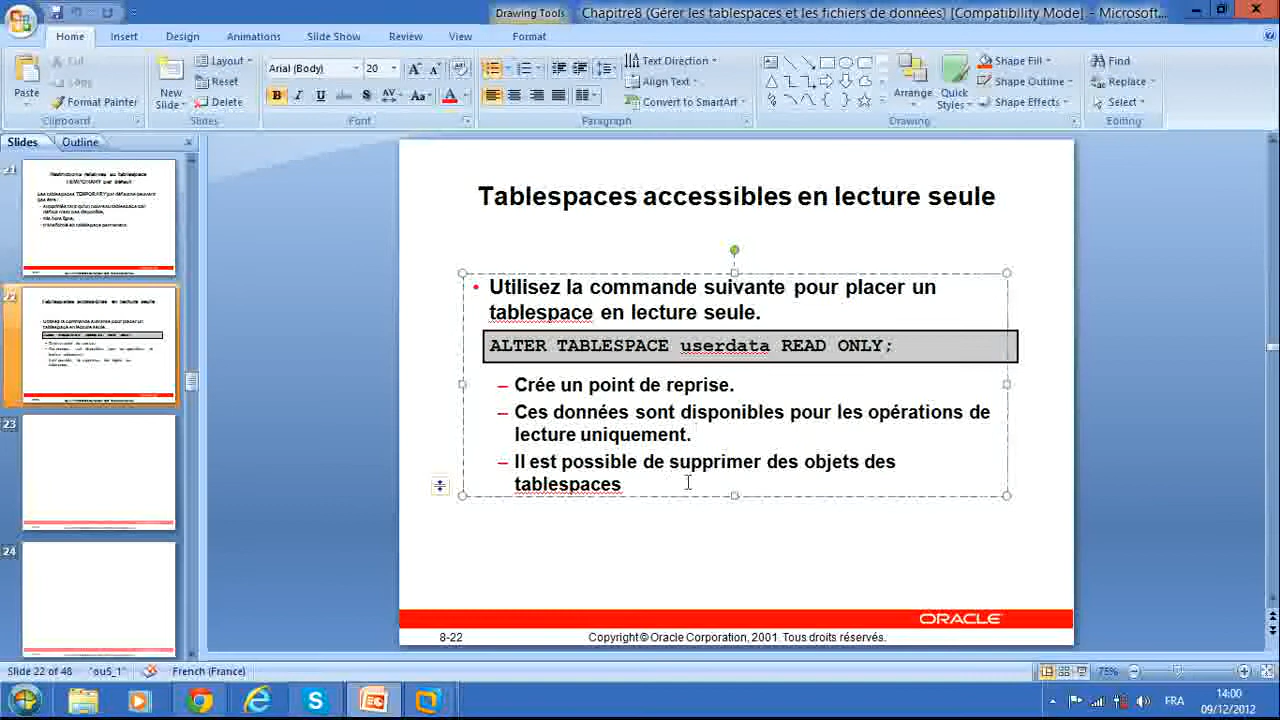 Drawing Tools
Chapitre8 (Gérer les tablespaces et les fichiers de données) [Compatibility Mode] - Microsoft...
Home Insert Design Animations Slide Show Review View Format
Paste
Cut
Copy
Format Painter
Clipboard
New Slide
Layout
Reset
Delete
Slides
Arial (Body) 20
Font
Text Direction
Align Text
Convert to SmartArt
Paragraph
Arrange
Quick Styles
Shape Fill
Shape Outline
Shape Effects
Drawing
Find
Replace
Select
Editing
Slides Outline
23
24
Tablespaces accessibles en lecture seule
• Utilisez la commande suivante pour placer un
tablespace en lecture seule.
ALTER TABLESPACE userdata READ ONLY;
– Crée un point de reprise.
– Ces données sont disponibles pour les opérations de
lecture uniquement.
– Il est possible de supprimer des objets des
tablespaces
ORACLE
8-22
Copyright © Oracle Corporation, 2001. Tous droits réservés.
Slide 22 of 48 "ou5_1" French (France) 75%
FRA
14:00
09/12/2012